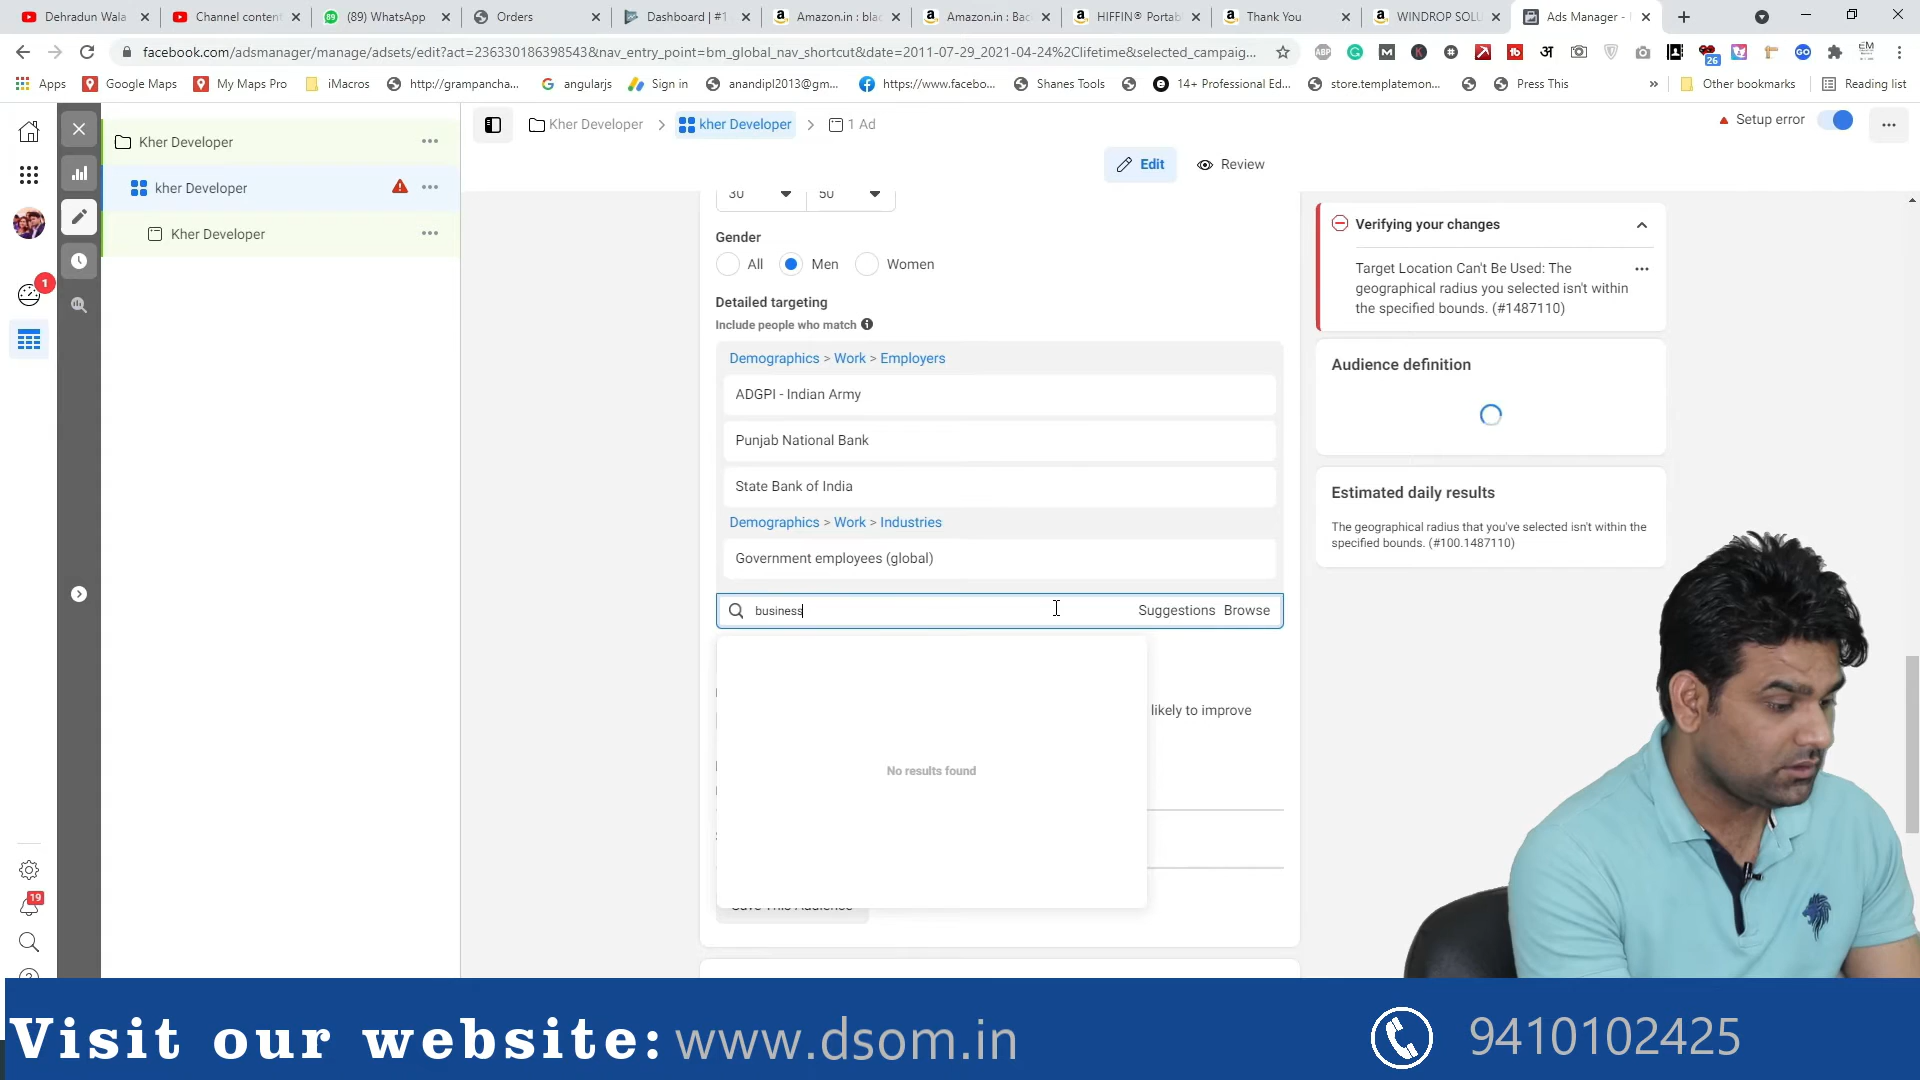 Dehradun Wala
Channel content
(89) WhatsApp
Orders
Dashboard | #1
Amazon.in : blac
Amazon.in : Bac
HIFFIN® Portab
Thank You
WINDROP SOLU
Ads Manager -
facebook.com/adsmanager/manage/adsets/edit?act=236330186398543&nav_entry_point=bm_global_nav_shortcut&date=2011-07-29_2021-04-24%2Clifetime&selected_campaig...
Apps
Google Maps
My Maps Pro
iMacros
http://grampancha...
angularjs
Sign in
anandipl2013@gm...
https://www.facebo...
Shanes Tools
14+ Professional Ed...
store.templatemon...
Press This
Other bookmarks
Reading list
26
Kher Developer
kher Developer
Kher Developer
Kher Developer
kher Developer
1 Ad
Setup error
Edit
Review
30
50
Gender
All
Men
Women
Detailed targeting
Include people who match
Demographics > Work > Employers
ADGPI - Indian Army
Punjab National Bank
State Bank of India
Demographics > Work > Industries
Government employees (global)
business
Suggestions
Browse
No results found
likely to improve
Save This Audience
Verifying your changes
Target Location Can't Be Used: The
geographical radius you selected isn't within
the specified bounds. (#1487110)
Audience definition
Estimated daily results
The geographical radius that you've selected isn't within the
specified bounds. (#100.1487110)
1
19
Visit our website: www.dsom.in
9410102425